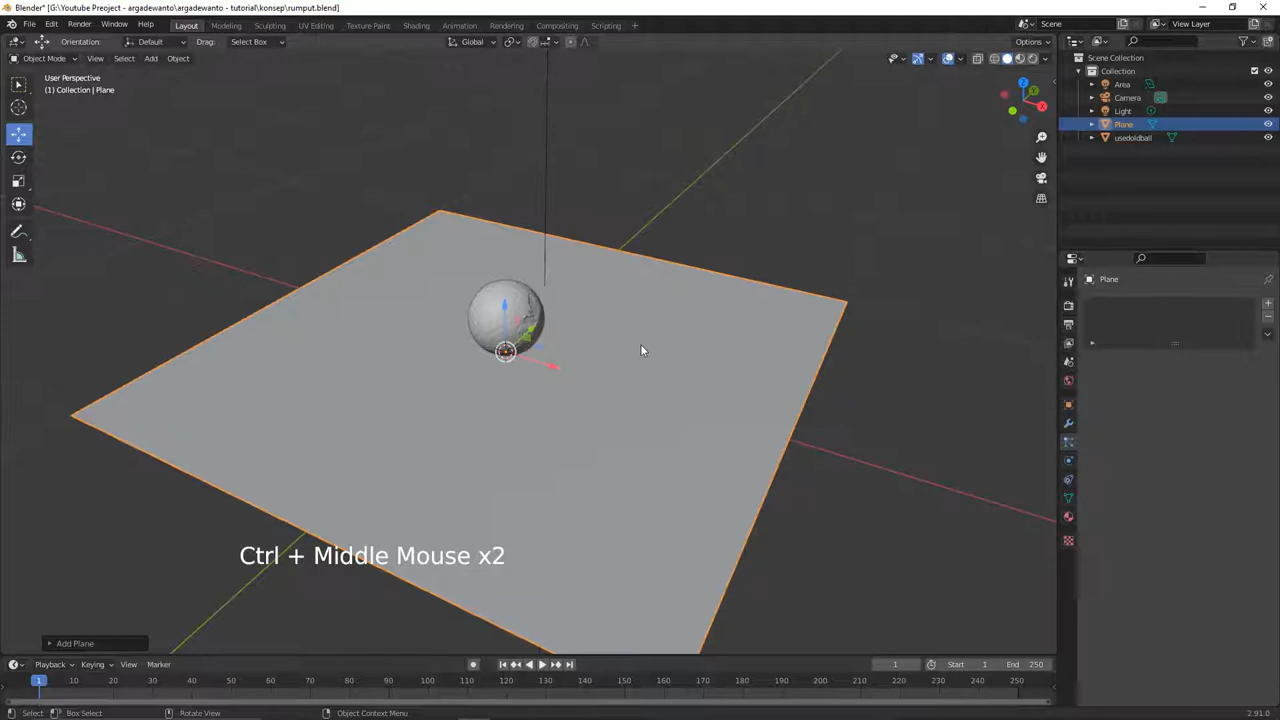 Blender* [G:\Youtube Preoject - argadewanto\argadewanto - tutorial\konsep\rumput.blend]
File Edit Render Window Help Layout Modeling Sculpting UV Editing Texture Paint Shading Animation Rendering Compositing Scripting + Scene View Layer
Orientation: Default Drag: Select Box Global Options
Object Mode View Select Add Object
User Perspective
(1) Collection | Plane
Scene Collection
Collection
Area
Camera
Light
Plane
usedoldball
Plane
Ctrl + Middle Mouse x2
Add Plane
Playback Keying View Marker 1 Start 1 End 250
1 10 20 30 40 50 60 70 80 90 100 110 120 130 140 150 160 170 180 190 200 210 220 230 240 250
Select Box Select Rotate View Object Context Menu 2.91.0